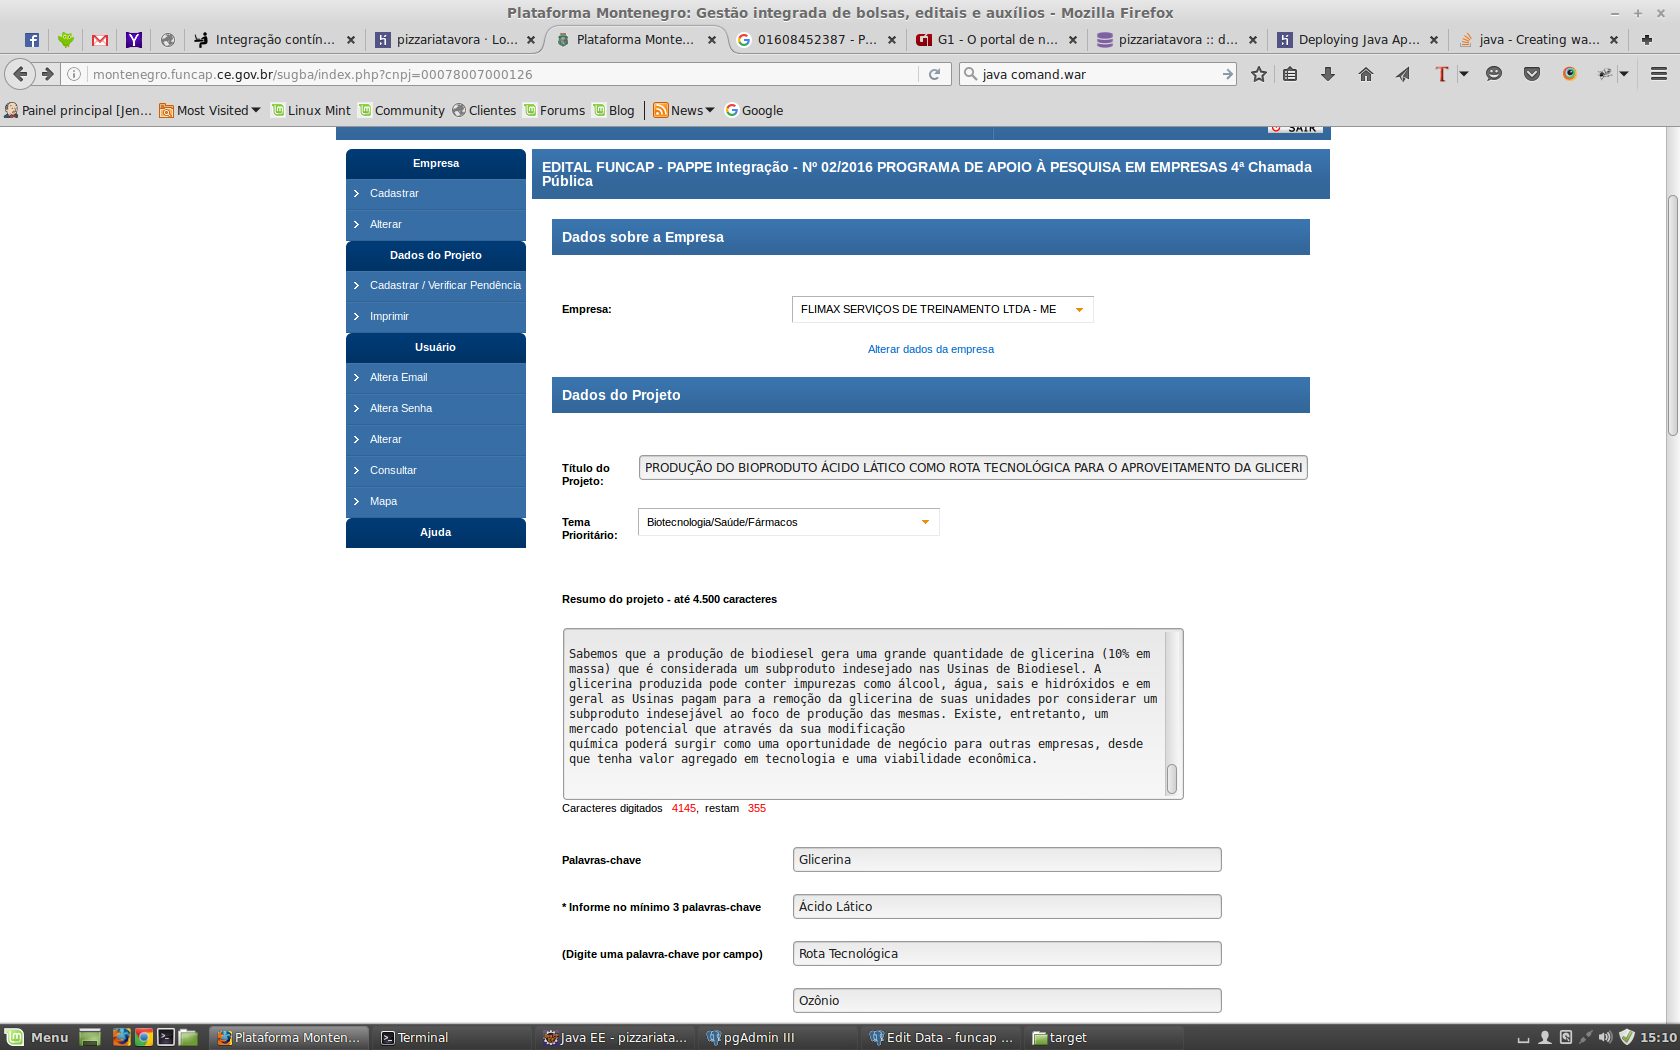 Plataforma Montenegro: Gestão integrada de bolsas, editais e auxílios - Mozilla Firefox
Integração contín...
pizzariatavora · Lo...
Plataforma Monte...
01608452387 - P...
G1 - O portal de n...
pizzariatavora :: d...
Deploying Java Ap...
java - Creating wa...
montenegro.funcap.ce.gov.br/sugba/index.php?cnpj=00078007000126
java comand.war
Painel principal [Jen...
Most Visited
Linux Mint
Community
Clientes
Forums
Blog
News
Google
SAIR
Empresa
Cadastrar
Alterar
Dados do Projeto
Cadastrar / Verificar Pendência
Imprimir
Usuário
Altera Email
Altera Senha
Alterar
Consultar
Mapa
Ajuda
EDITAL FUNCAP - PAPPE Integração - Nº 02/2016 PROGRAMA DE APOIO À PESQUISA EM EMPRESAS 4ª Chamada
Pública
Dados sobre a Empresa
Empresa:
FLIMAX SERVIÇOS DE TREINAMENTO LTDA - ME
Alterar dados da empresa
Dados do Projeto
Título do
Projeto:
PRODUÇÃO DO BIOPRODUTO ÁCIDO LÁTICO COMO ROTA TECNOLÓGICA PARA O APROVEITAMENTO DA GLICERI
Tema
Prioritário:
Biotecnologia/Saúde/Fármacos
Resumo do projeto - até 4.500 caracteres
Sabemos que a produção de biodiesel gera uma grande quantidade de glicerina (10% em
massa) que é considerada um subproduto indesejado nas Usinas de Biodiesel. A
glicerina produzida pode conter impurezas como álcool, água, sais e hidróxidos e em
geral as Usinas pagam para a remoção da glicerina de suas unidades por considerar um
subproduto indesejável ao foco de produção das mesmas. Existe, entretanto, um
mercado potencial que através da sua modificação
química poderá surgir como uma oportunidade de negócio para outras empresas, desde
que tenha valor agregado em tecnologia e uma viabilidade econômica.
Caracteres digitados 4145, restam 355
Palavras-chave
Glicerina
* Informe no mínimo 3 palavras-chave
Ácido Lático
(Digite uma palavra-chave por campo)
Rota Tecnológica
Ozônio
Menu
Plataforma Monten...
Terminal
Java EE - pizzariata...
pgAdmin III
Edit Data - funcap ...
target
15:10